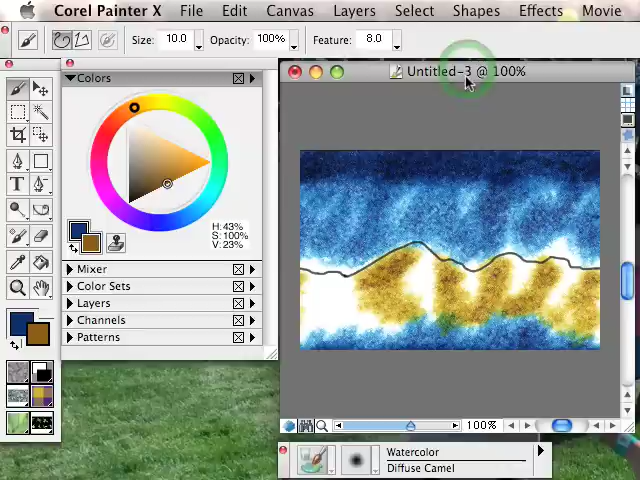 Corel Painter X File Edit Canvas Layers Select Shapes Effects Movie
Size: 10.0 Opacity: 100% Feature: 8.0
Colors
Untitled-3 @ 100%
H: 43%
S: 100%
V: 23%
Mixer
Color Sets
Layers
Channels
Patterns
T
100%
Watercolor
Diffuse Camel